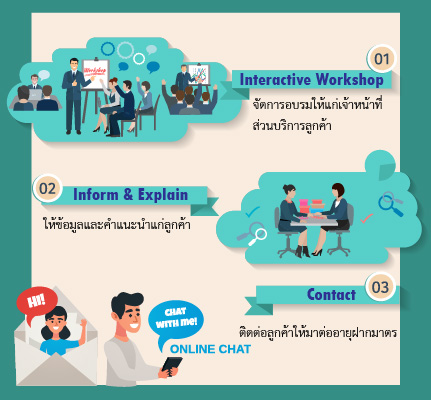 01
Interactive Workshop
Workshop
จัดการอบรมให้แก่เจ้าหน้าที่
ส่วนบริการลูกค้า
02
Inform & Explain
ให้ข้อมูลและคำแนะนำแก่ลูกค้า
03
Contact
ติดต่อลูกค้าให้มาต่ออายุฝากมาตร
HI!
CHAT
WITH me!
ONLINE CHAT